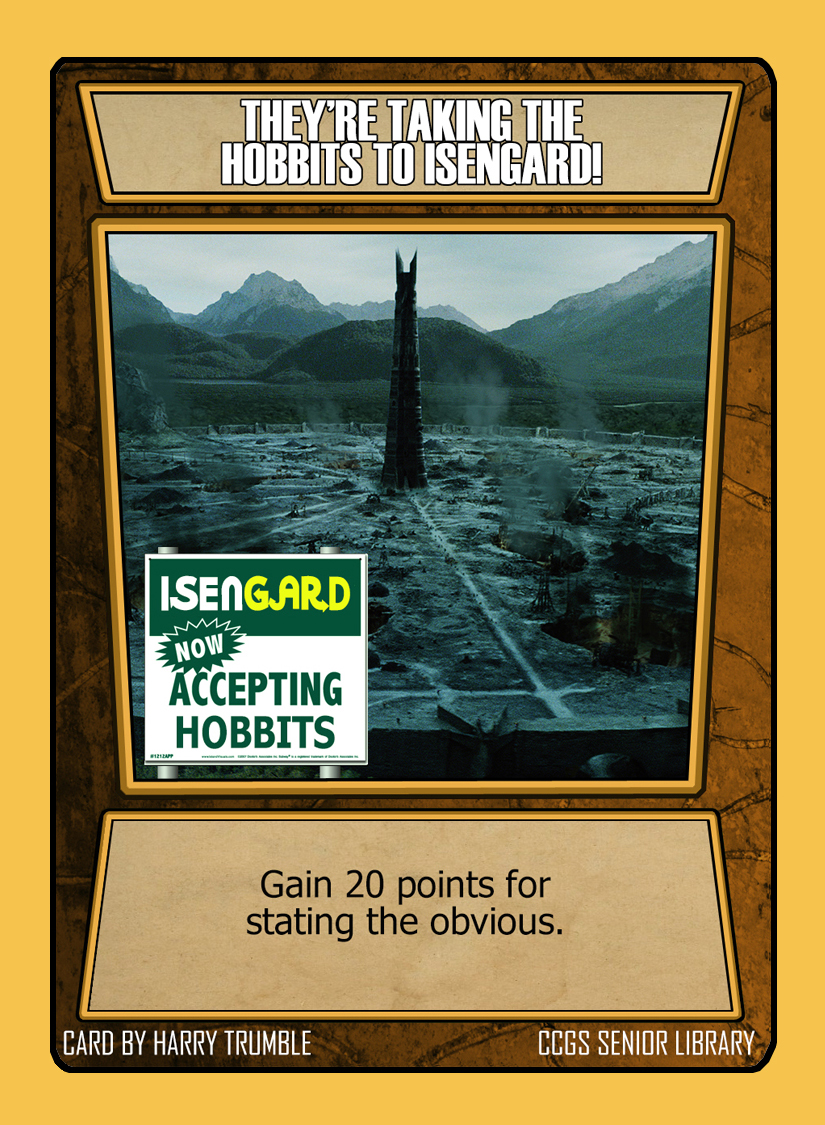 THEY'RE TAKING THE
HOBBITS TO ISENGARD!
ISENGARD
NOW
ACCEPTING
HOBBITS
#1212APP
Gain 20 points for
stating the obvious.
CARD BY HARRY TRUMBLE
CCGS SENIOR LIBRARY